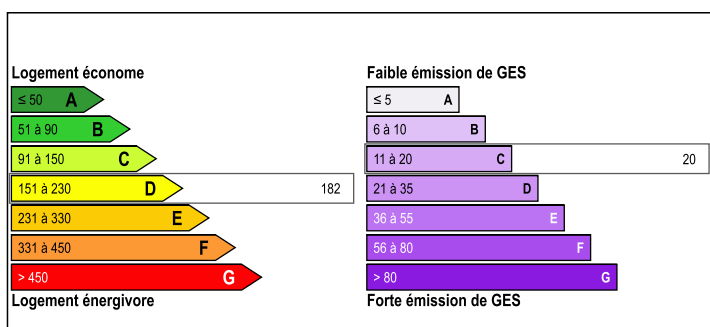 Logement économe
≤ 50 A
51 à 90 B
91 à 150 C
151 à 230 D 182
231 à 330 E
331 à 450 F
> 450 G
Logement énergivore
Faible émission de GES
≤ 5 A
6 à 10 B
11 à 20 C 20
21 à 35 D
36 à 55 E
56 à 80 F
> 80 G
Forte émission de GES